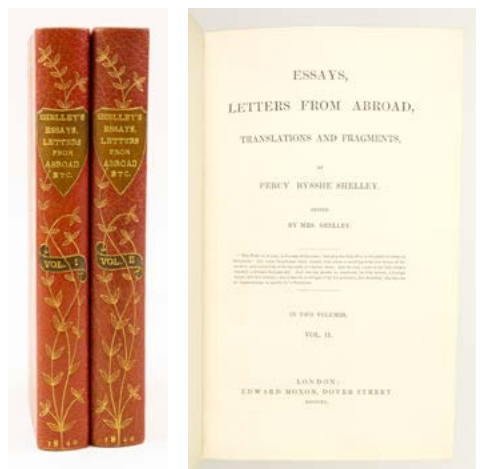 SHELLEY'S
ESSAYS,
LETTERS
FROM
ABROAD
ETC.
VOL. I
1840
SHELLEY'S
ESSAYS,
LETTERS
FROM
ABROAD
ETC.
VOL. II
1840
ESSAYS,
LETTERS FROM ABROAD,
TRANSLATIONS AND FRAGMENTS,
BY
PERCY BYSSHE SHELLEY.
EDITED
BY MRS. SHELLEY.
IN TWO VOLUMES.
VOL. II.
LONDON:
EDWARD MOXON, DOVER STREET.